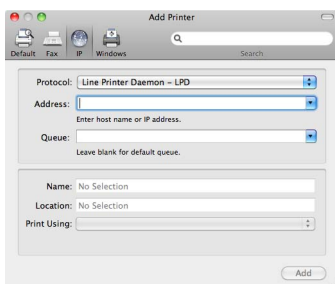 Add Printer
Default Fax IP Windows Search
Protocol: Line Printer Daemon – LPD
Address:
Enter host name or IP address.
Queue:
Leave blank for default queue.
Name: No Selection
Location: No Selection
Print Using:
Add